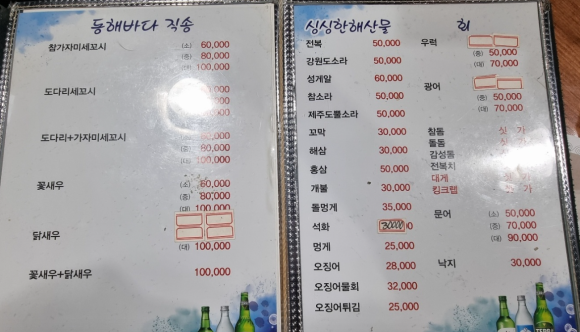 동해바다 직송
참가자미세꼬시 (소) 60,000
(중) 80,000
(대) 100,000
도다리세꼬시
도다리+가자미세꼬시
(중) 80,000
(대) 100,000
꽃새우 (소) 60,000
(중) 80,000
(대) 100,000
닭새우
(대) 100,000
꽃새우+닭새우 100,000
싱싱한해산물
전복 50,000
강원도소라 50,000
성게알 60,000
참소라 50,000
제주도뿔소라 50,000
꼬막 30,000
해삼 30,000
홍삼 50,000
개불 30,000
돌멍게 35,000
석화 30000
멍게 25,000
오징어 28,000
오징어물회 32,000
오징어튀김 25,000
회
우럭
(중) 50,000
(대) 70,000
광어
(중) 50,000
(대) 70,000
참돔 싯가
돌돔
감성돔
전복치
대게 싯가
킹크랩 싯가
문어 (소) 50,000
(중) 70,000
(대) 90,000
낙지 30,000